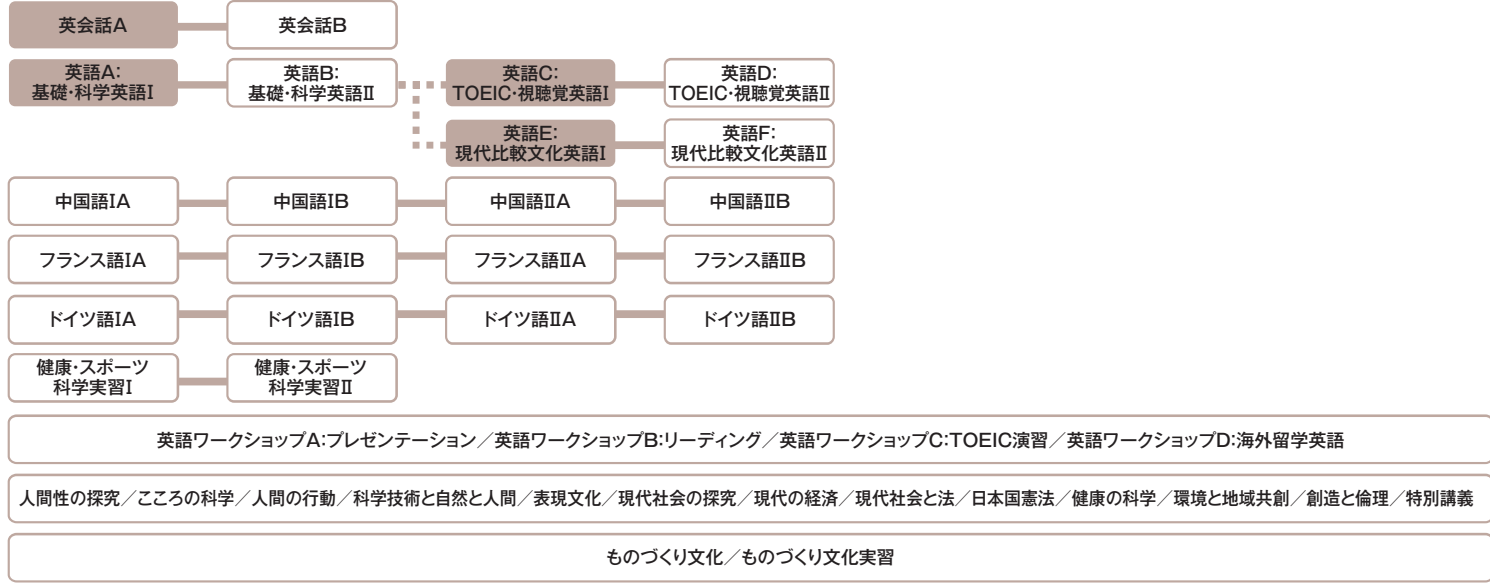 英会話A
英会話B
英語A:
基礎・科学英語I
英語B:
基礎・科学英語II
英語C:
TOEIC・視聴覚英語I
英語D:
TOEIC・視聴覚英語II
英語E:
現代比較文化英語I
英語F:
現代比較文化英語II
中国語IA
中国語IB
中国語IIA
中国語IIB
フランス語IA
フランス語IB
フランス語IIA
フランス語IIB
ドイツ語IA
ドイツ語IB
ドイツ語IIA
ドイツ語IIB
健康・スポーツ
科学実習I
健康・スポーツ
科学実習II
英語ワークショップA:プレゼンテーション／英語ワークショップB:リーディング／英語ワークショップC:TOEIC演習／英語ワークショップD:海外留学英語
人間性の探究／こころの科学／人間の行動／科学技術と自然と人間／表現文化／現代社会の探究／現代の経済／現代社会と法／日本国憲法／健康の科学／環境と地域共創／創造と倫理／特別講義
ものづくり文化／ものづくり文化実習